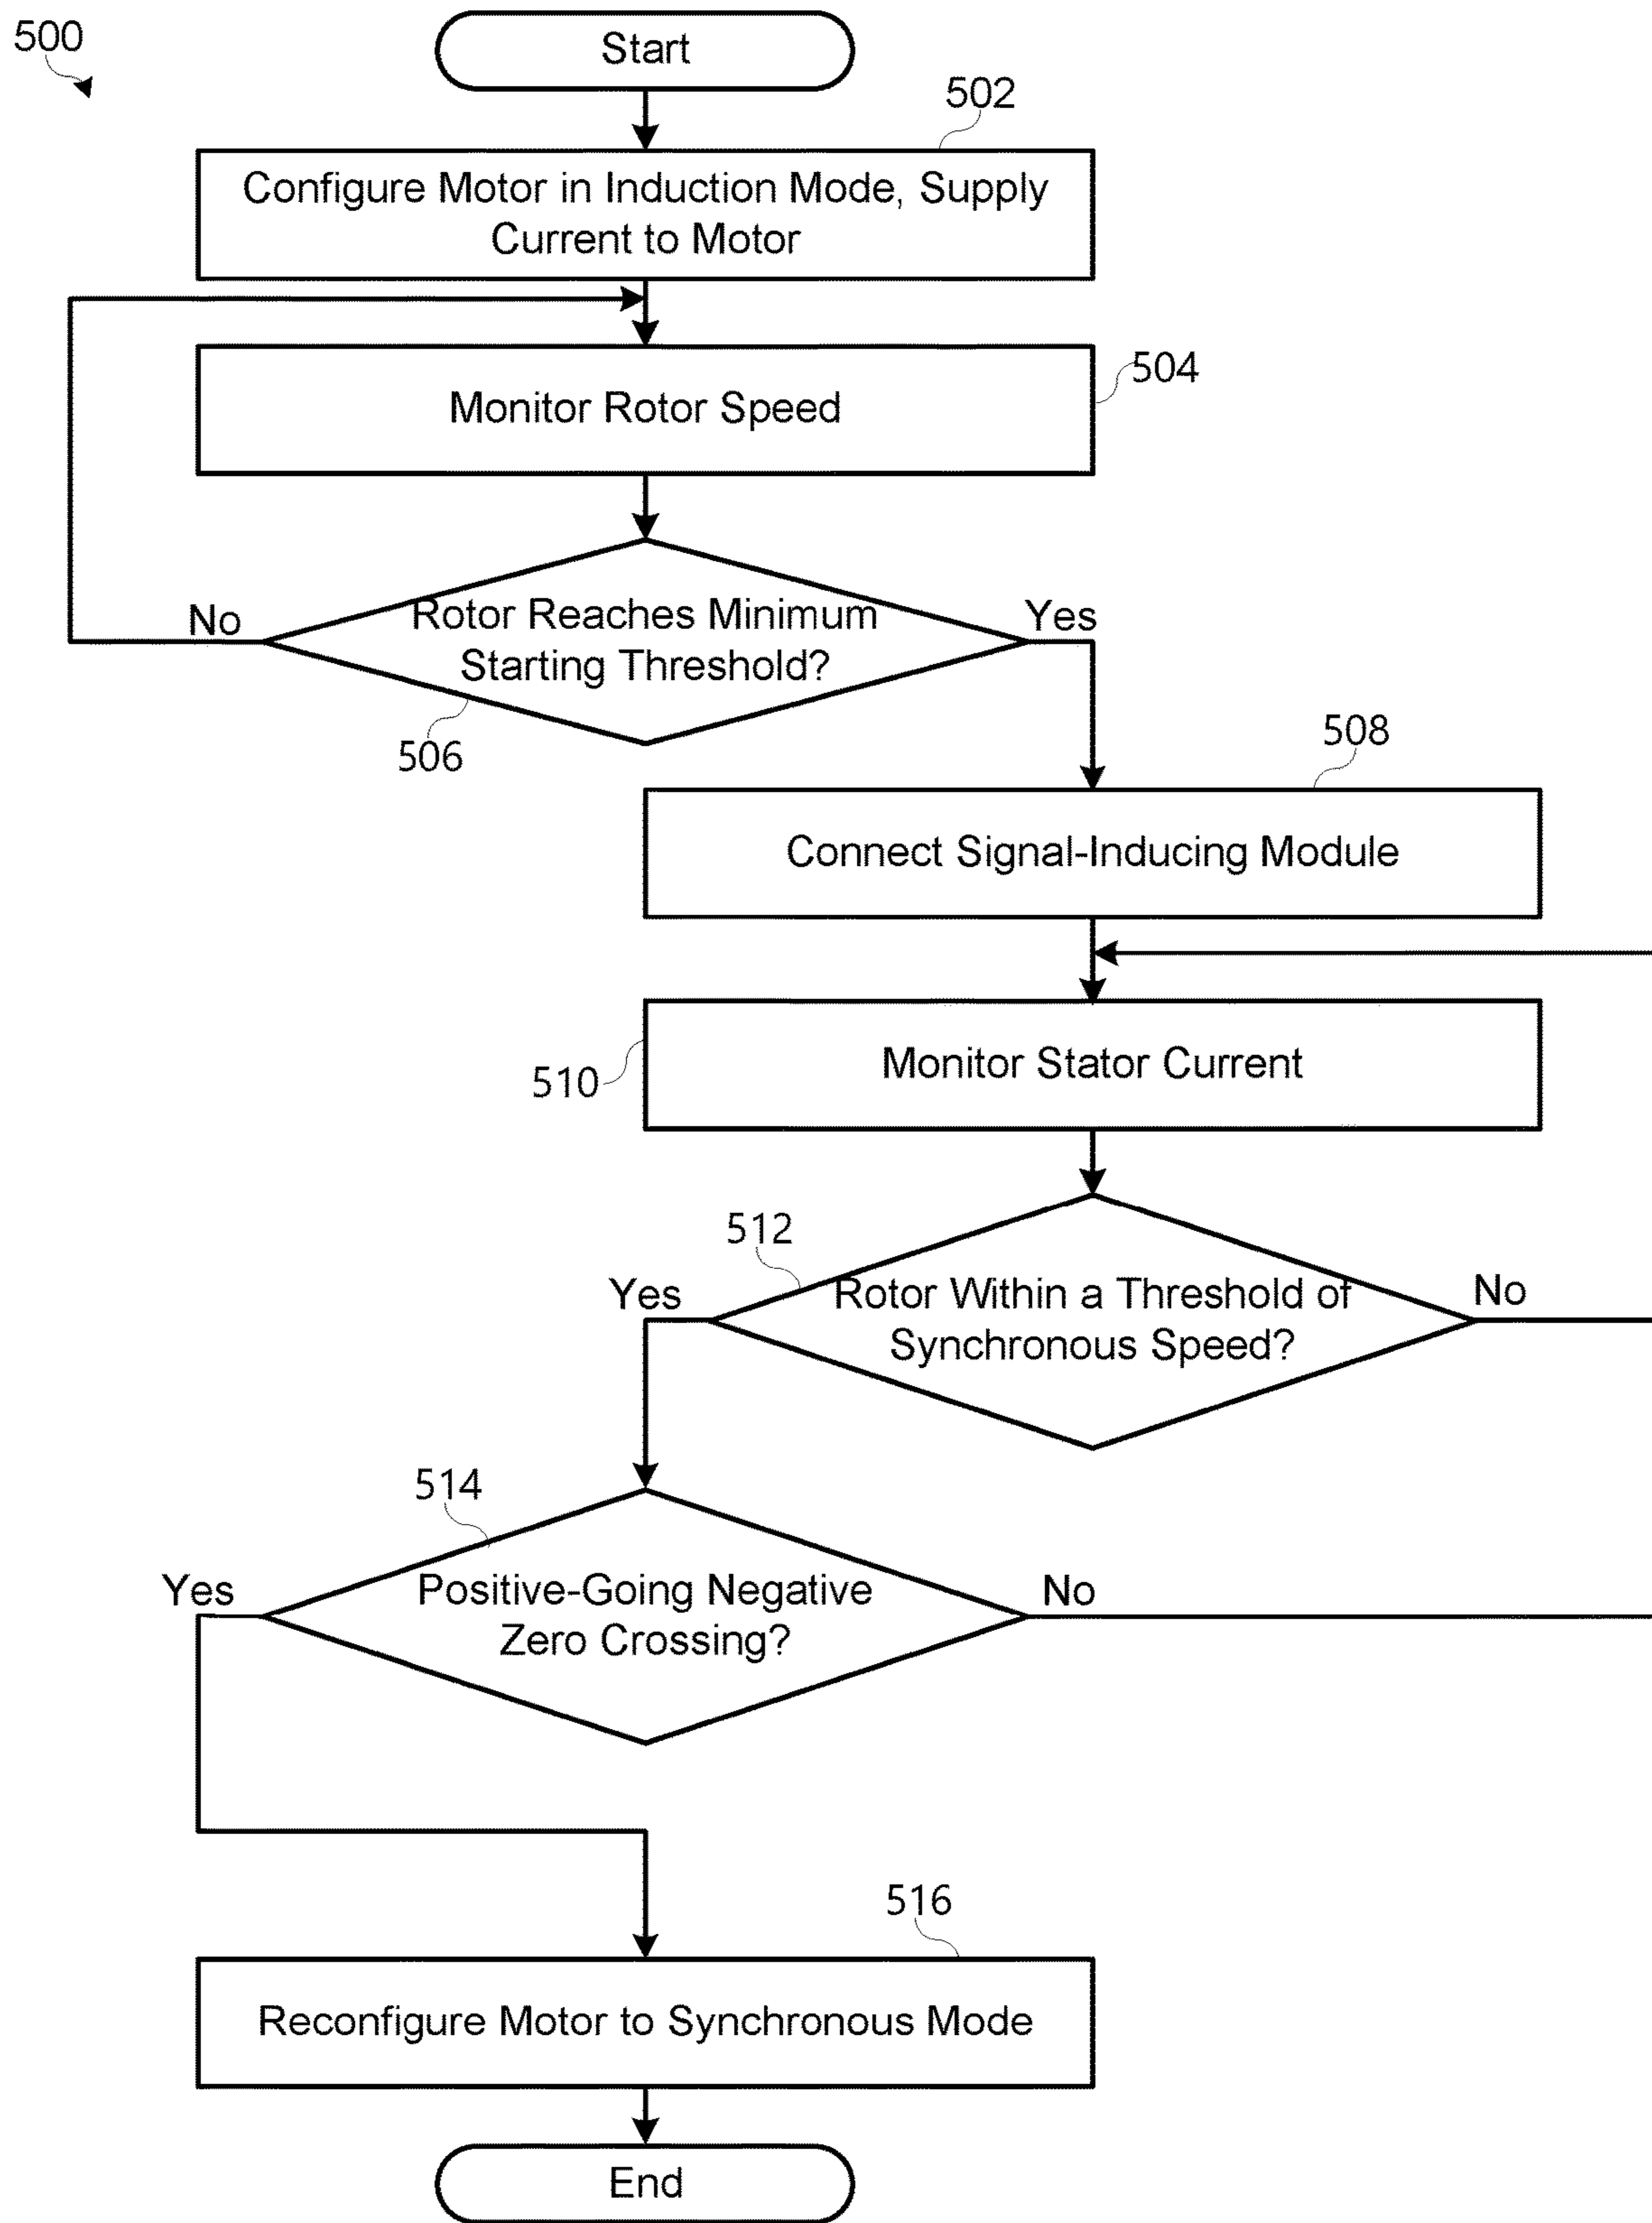 500
Start
502
Configure Motor in Induction Mode, Supply
Current to Motor
504
Monitor Rotor Speed
No
Rotor Reaches Minimum
Starting Threshold?
Yes
506
508
Connect Signal-Inducing Module
510
Monitor Stator Current
512
Yes
Rotor Within a Threshold of
Synchronous Speed?
No
514
Yes
Positive-Going Negative
Zero Crossing?
No
516
Reconfigure Motor to Synchronous Mode
End